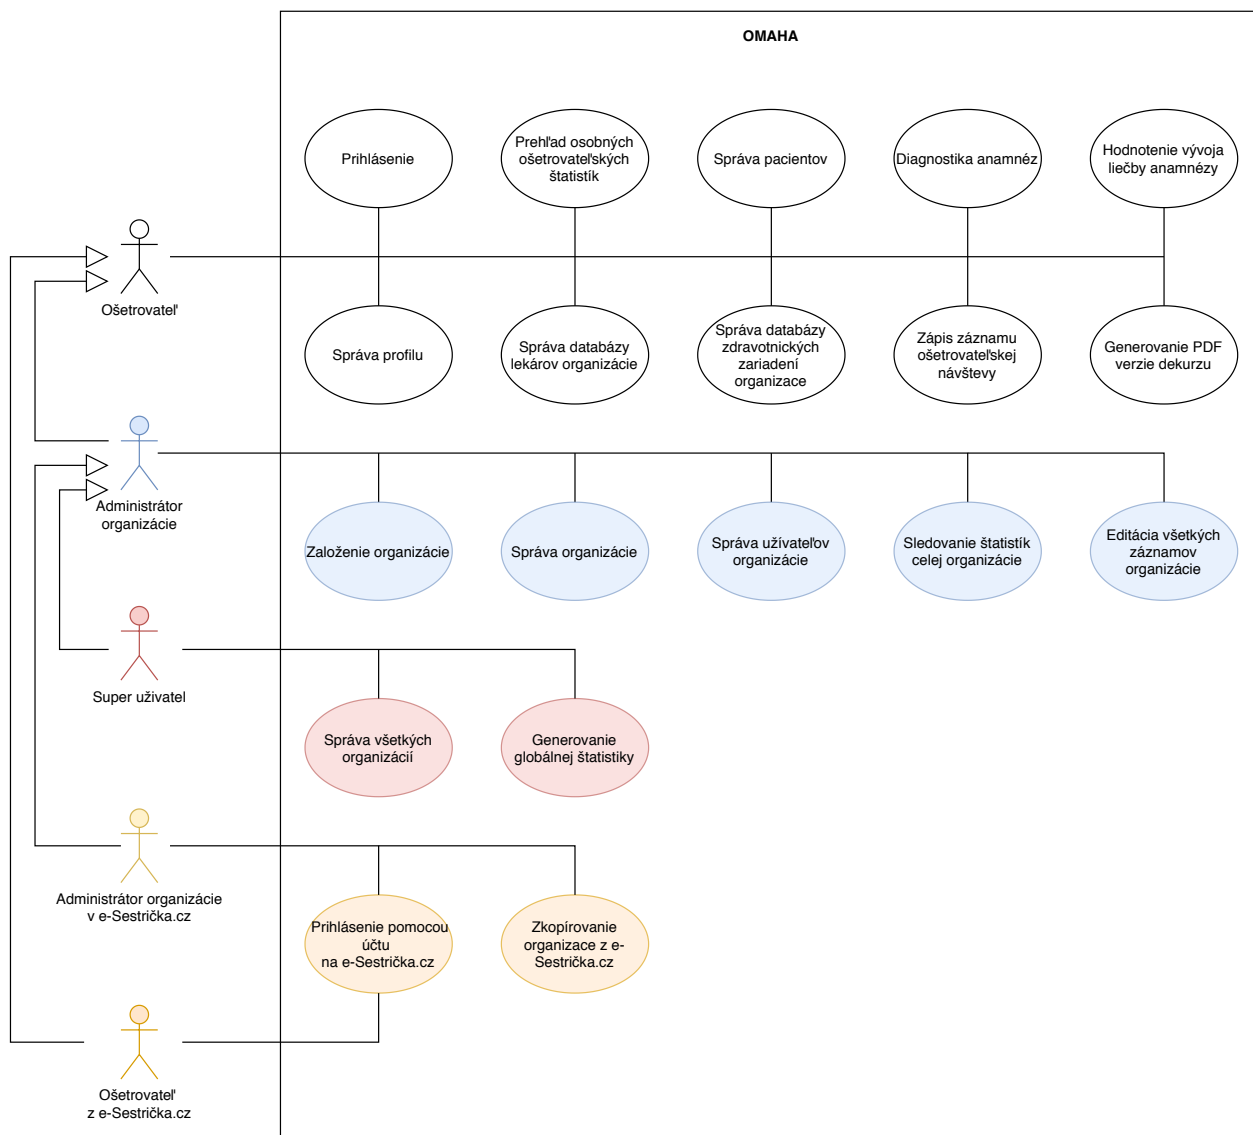 OMAHA
Prihlásenie
Prehľad osobných
ošetrovateľských
štatistík
Správa pacientov
Diagnostika anamnéz
Hodnotenie vývoja
liečby anamnézy
Ošetrovateľ
Správa profilu
Správa databázy
lekárov organizácie
Správa databázy
zdravotnických
zariadení
organizace
Zápis záznamu
ošetrovateľskej
návštevy
Generovanie PDF
verzie dekurzu
Administrátor
organizácie
Založenie organizácie
Správa organizácie
Správa užívateľov
organizácie
Sledovanie štatistík
celej organizácie
Editácia všetkých
záznamov
organizácie
Super uživatel
Správa všetkých
organizácií
Generovanie
globálnej štatistiky
Administrátor organizácie
v e-Sestrička.cz
Prihlásenie pomocou
účtu
na e-Sestrička.cz
Zkopírovanie
organizace z e-
Sestrička.cz
Ošetrovateľ
z e-Sestrička.cz